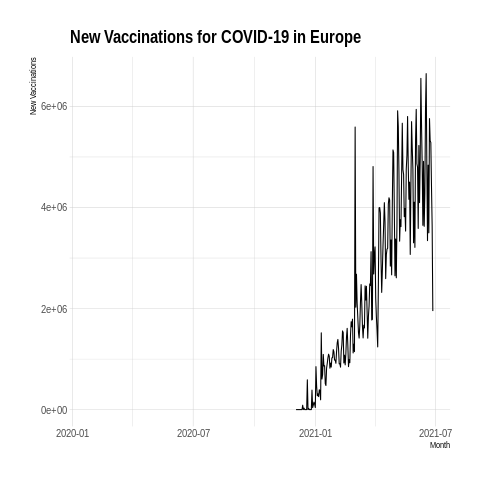 New Vaccinations for COVID-19 in Europe
New Vaccinations
6e+06
4e+06
2e+06
0e+00
2020-01 2020-07 2021-01 2021-07
Month